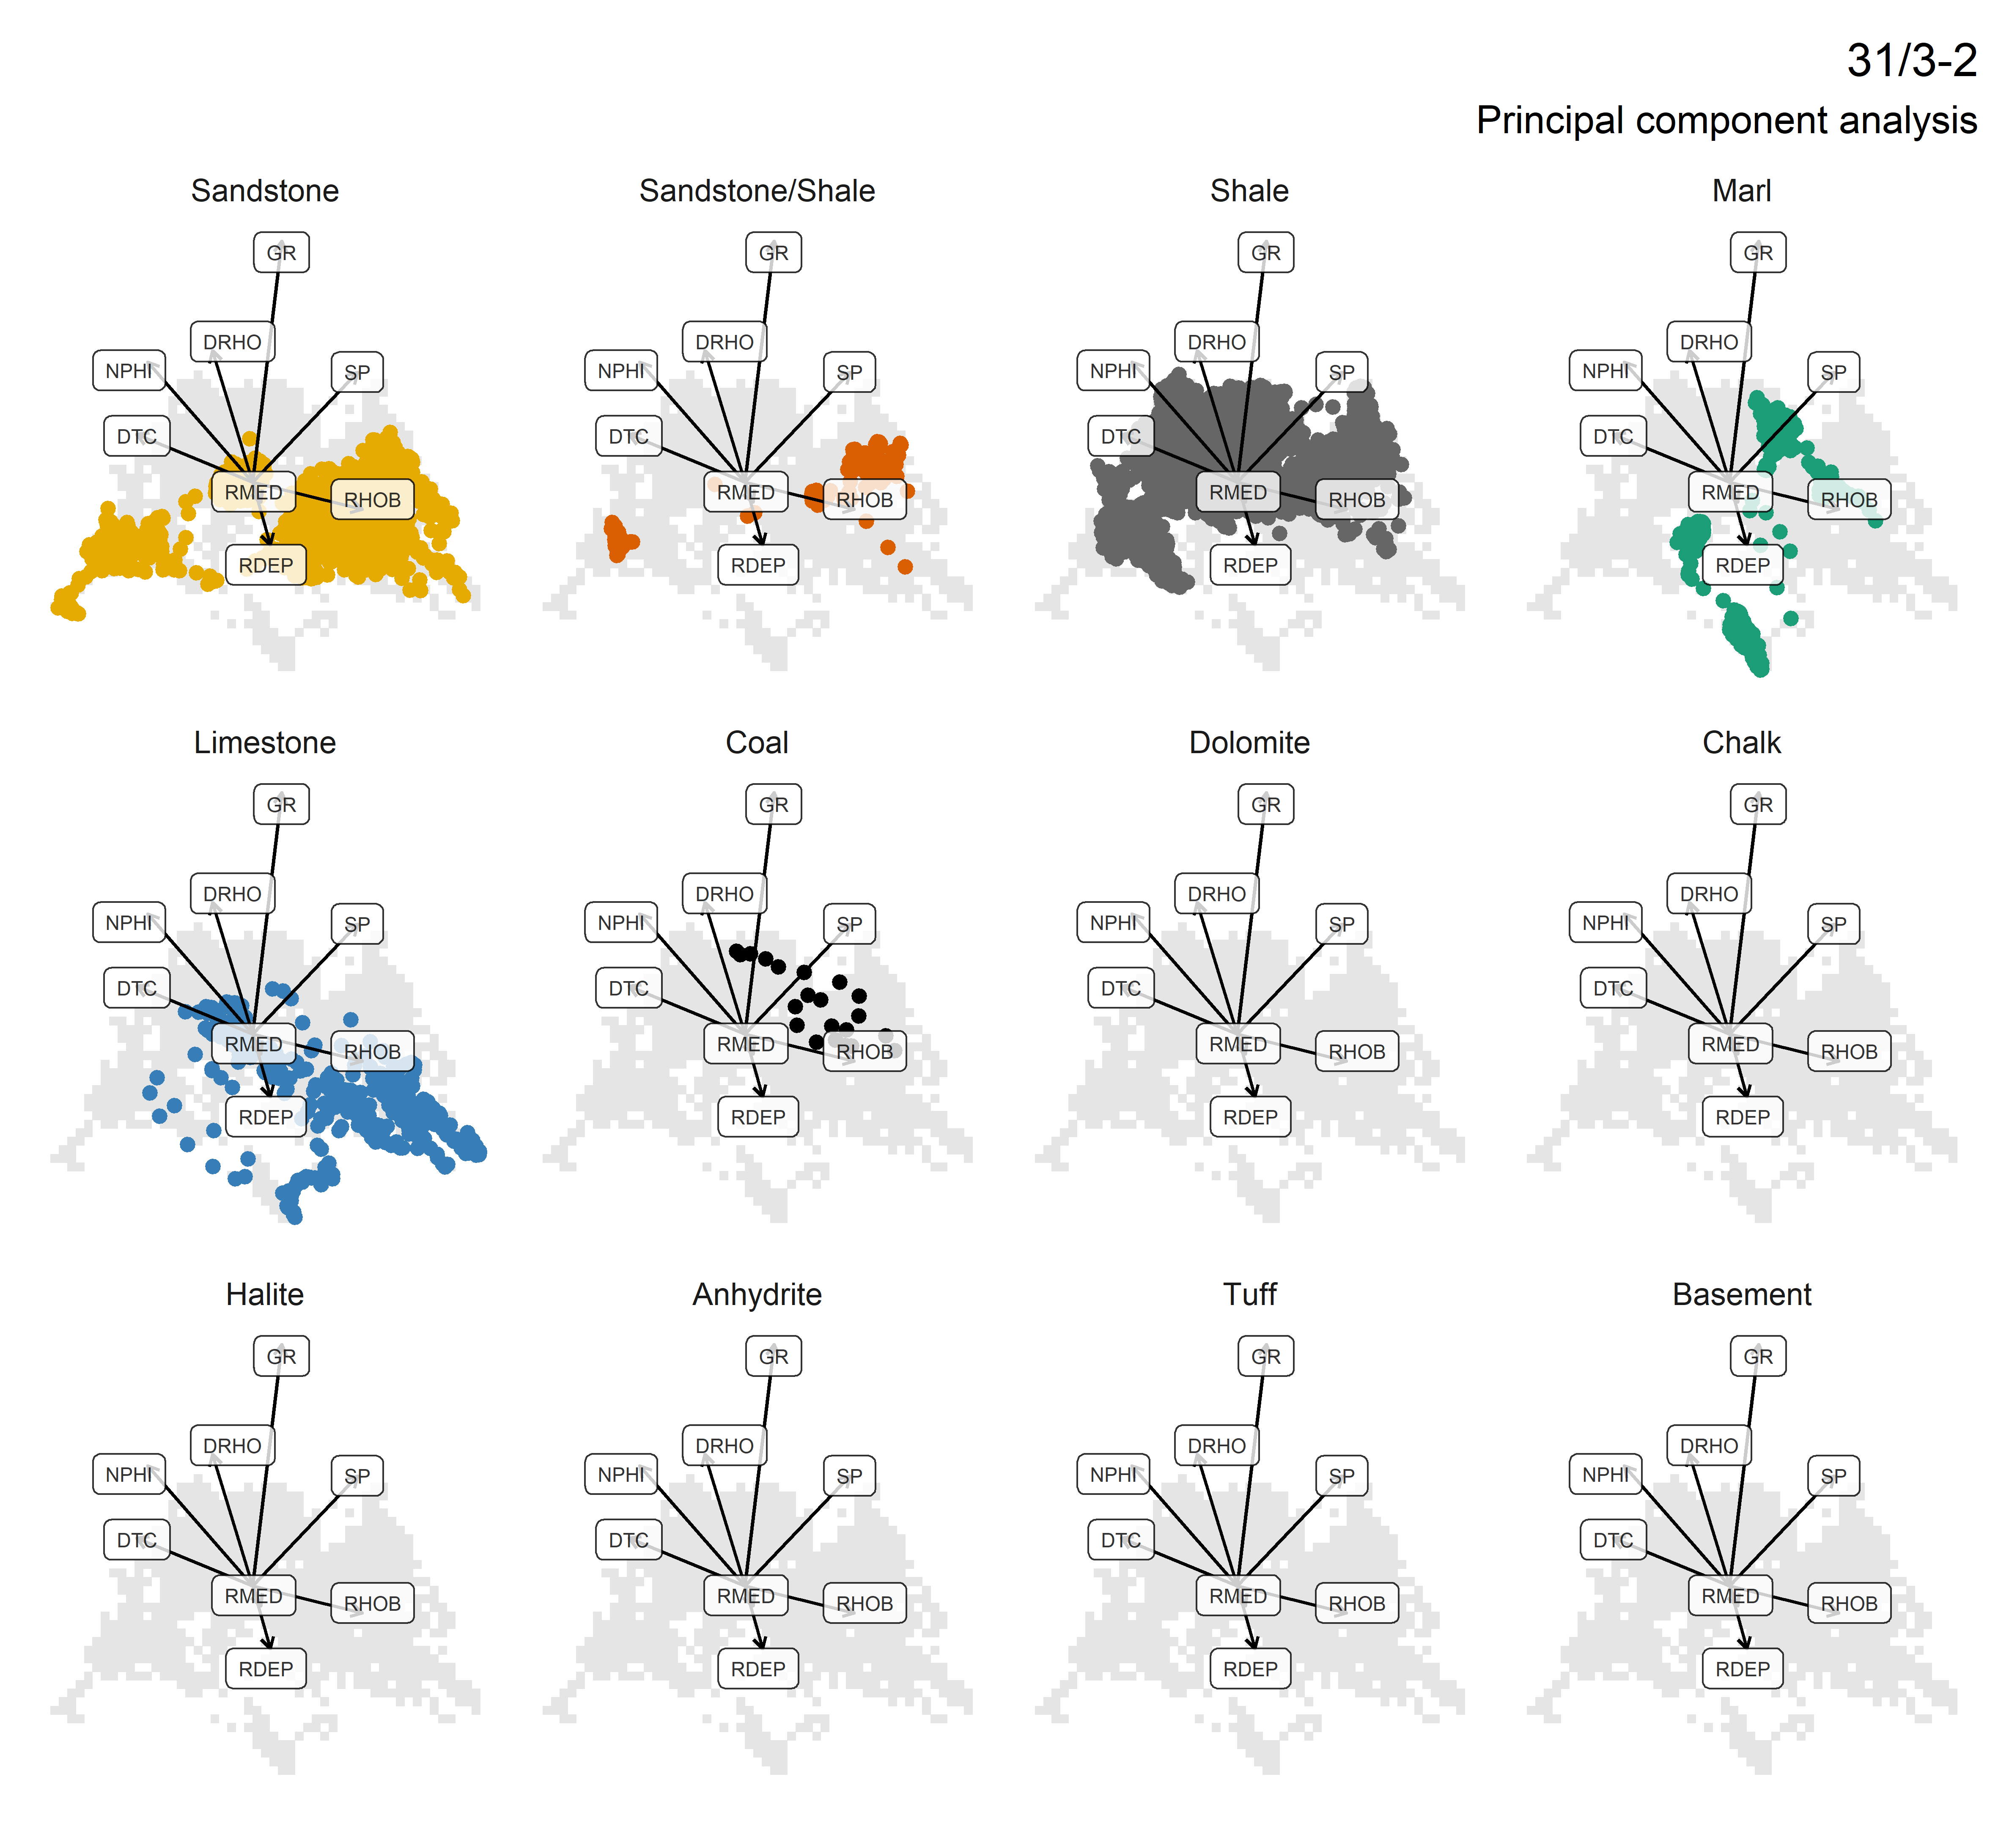 31/3-2
Principal component analysis
Sandstone
GR
DRHO
NPHI
SP
DTC
RMED
RHOB
RDEP
Sandstone/Shale
GR
DRHO
NPHI
SP
DTC
RMED
RHOB
RDEP
Shale
GR
DRHO
NPHI
SP
DTC
RMED
RHOB
RDEP
Marl
GR
DRHO
NPHI
SP
DTC
RMED
RHOB
RDEP
Limestone
GR
DRHO
NPHI
SP
DTC
RMED
RHOB
RDEP
Coal
GR
DRHO
NPHI
SP
DTC
RMED
RHOB
RDEP
Dolomite
GR
DRHO
NPHI
SP
DTC
RMED
RHOB
RDEP
Chalk
GR
DRHO
NPHI
SP
DTC
RMED
RHOB
RDEP
Halite
GR
DRHO
NPHI
SP
DTC
RMED
RHOB
RDEP
Anhydrite
GR
DRHO
NPHI
SP
DTC
RMED
RHOB
RDEP
Tuff
GR
DRHO
NPHI
SP
DTC
RMED
RHOB
RDEP
Basement
GR
DRHO
NPHI
SP
DTC
RMED
RHOB
RDEP